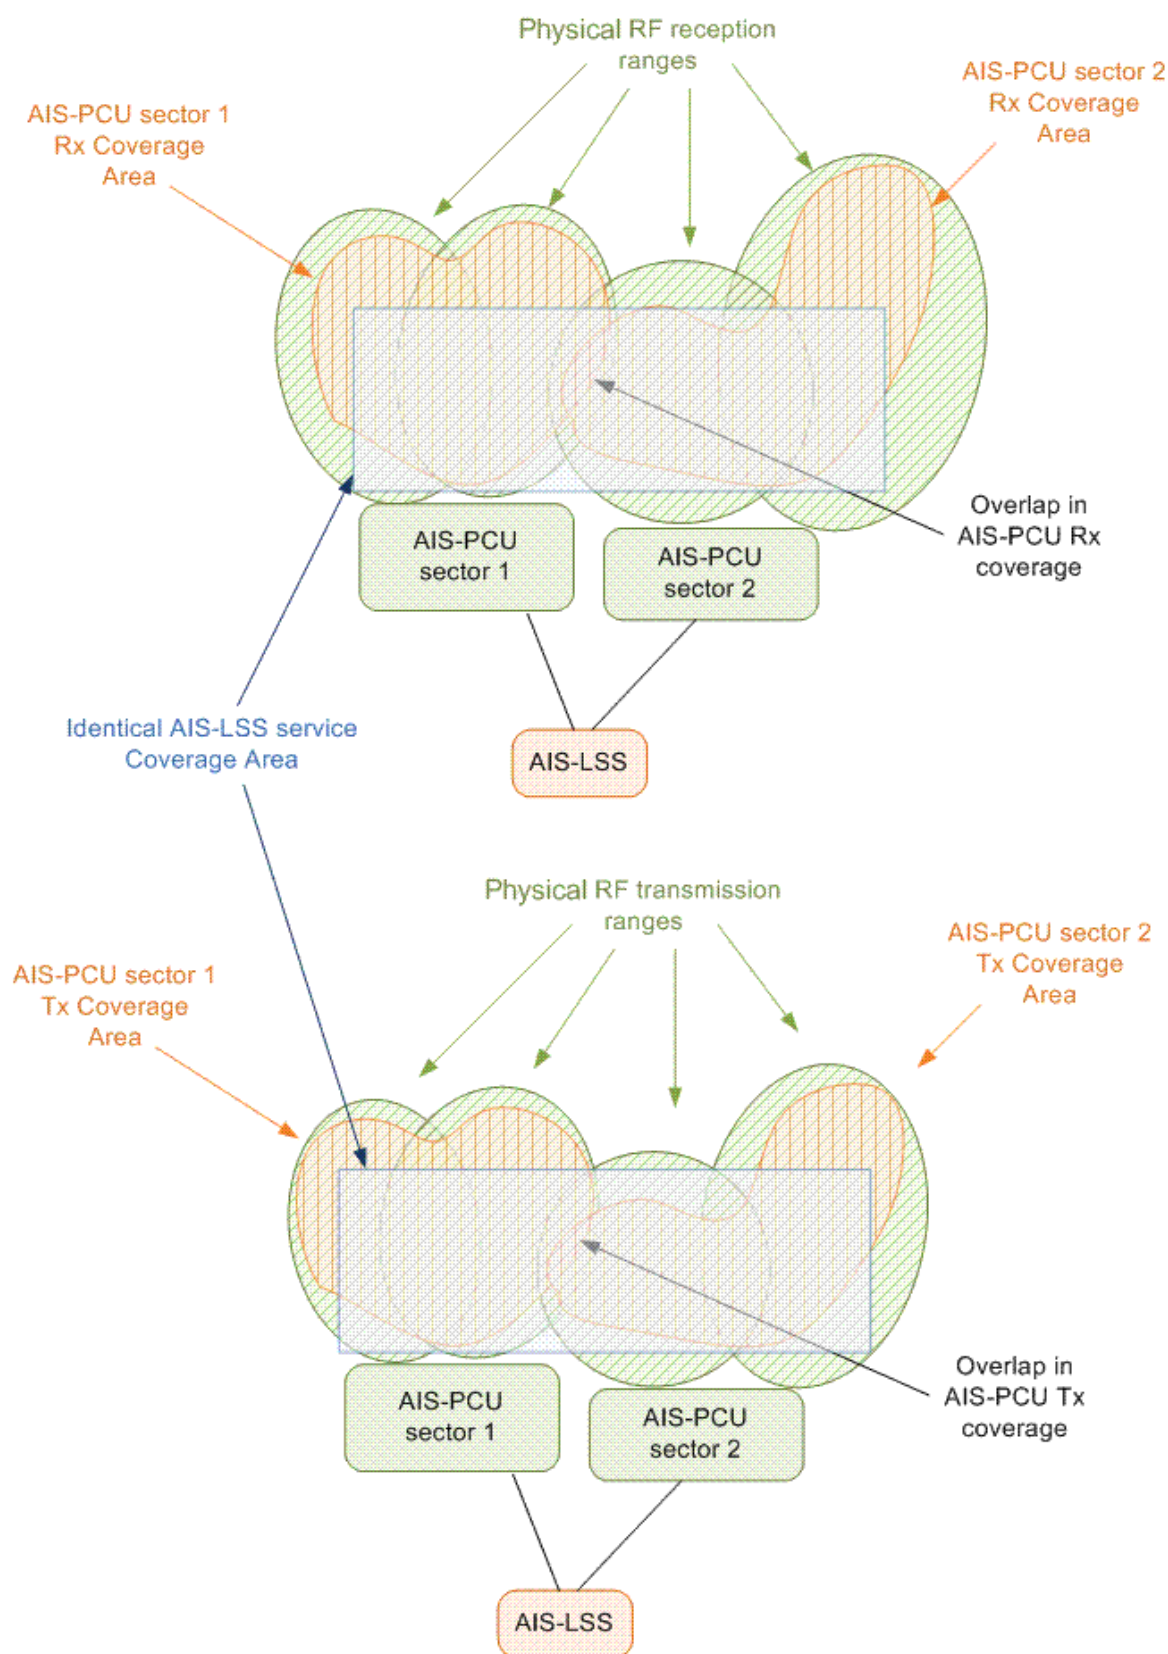 Physical RF reception
ranges
AIS-PCU sector 2
Rx Coverage
Area
AIS-PCU sector 1
Rx Coverage
Area
Overlap in
AIS-PCU Rx
coverage
AIS-PCU
sector 1
AIS-PCU
sector 2
Identical AIS-LSS service
Coverage Area
AIS-LSS
Physical RF transmission
ranges
AIS-PCU sector 2
Tx Coverage
Area
AIS-PCU sector 1
Tx Coverage
Area
Overlap in
AIS-PCU Tx
coverage
AIS-PCU
sector 1
AIS-PCU
sector 2
AIS-LSS